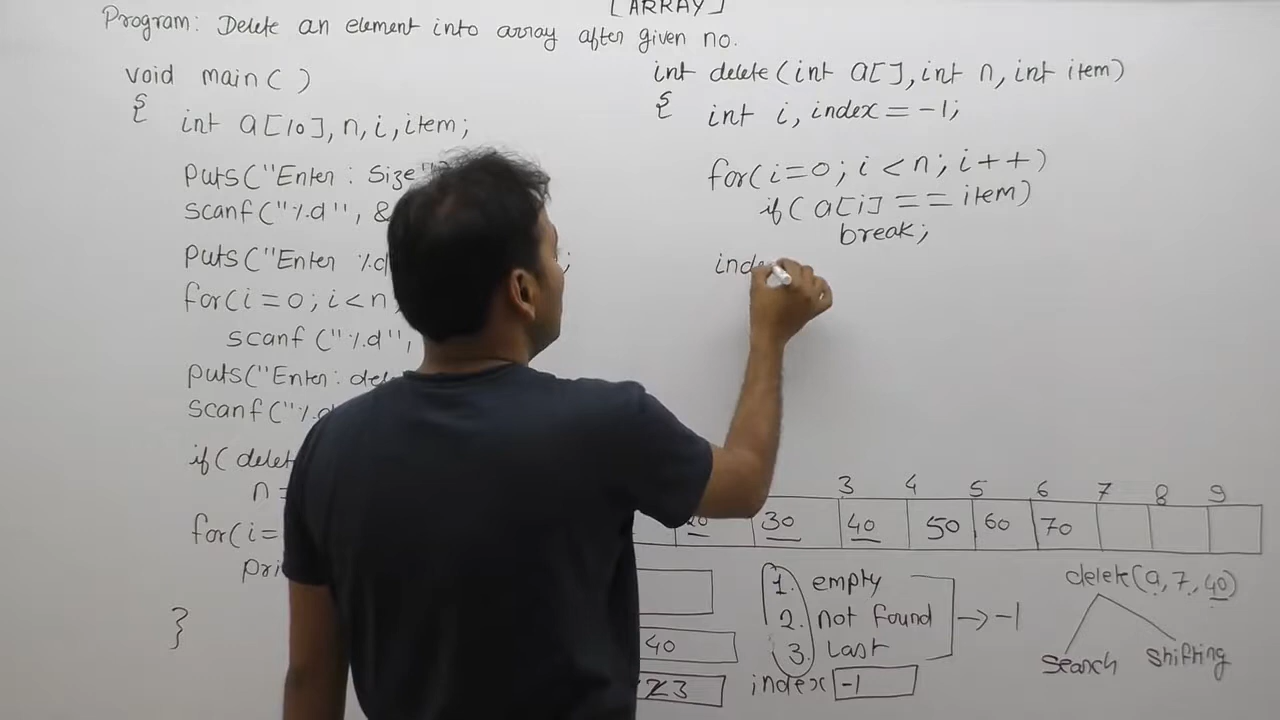 [ARRAY]
Program: Delete an element into array after given no.
void main( )
{
int a[10], n, i, item;
puts("Enter : Size"
scanf("%d", &
puts("Enter %d
;
for(i=0; i<n
scanf("%d",
puts("Enter: del
scanf("%d
if( delet
n =
for(i=
pri
}
int delete(int a[], int n, int item)
{ int i, index = -1;
for(i=0; i<n; i++)
if( a[i] == item)
break;
inde
3 4 5 6 7 8 9
20 30 40 50 60 70
1. empty
2. not found
3. Last
→ -1
index -1
40
2 3
delete(a, 7, 40)
Search Shifting